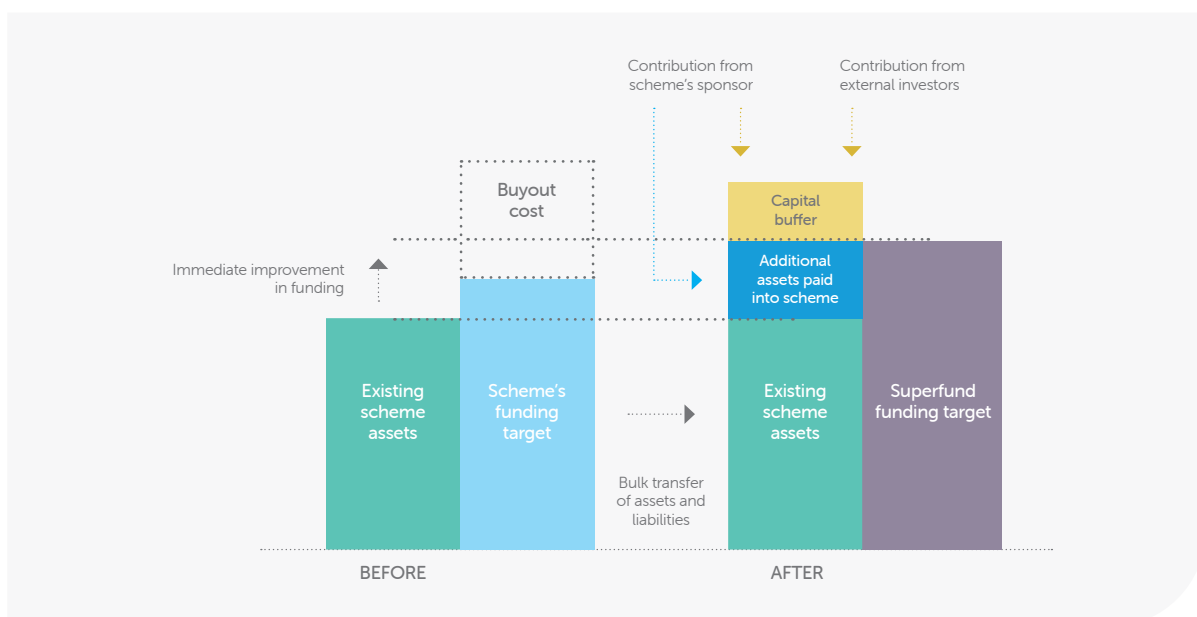 Contribution from
scheme's sponsor
Contribution from
external investors
Buyout
cost
Capital
buffer
Immediate improvement
in funding
Additional
assets paid
into scheme
Existing
scheme
assets
Scheme's
funding
target
Existing
scheme
assets
Superfund
funding target
Bulk transfer
of assets and
liabilities
BEFORE
AFTER